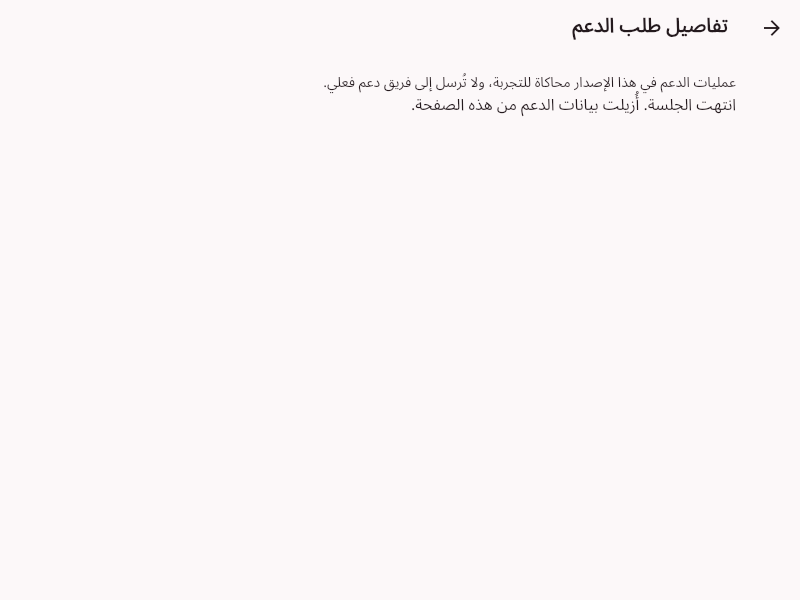 تفاصيل طلب الدعم
عمليات الدعم في هذا الإصدار محاكاة للتجربة، ولا تُرسل إلى فريق دعم فعلي.
انتهت الجلسة. أُزيلت بيانات الدعم من هذه الصفحة.